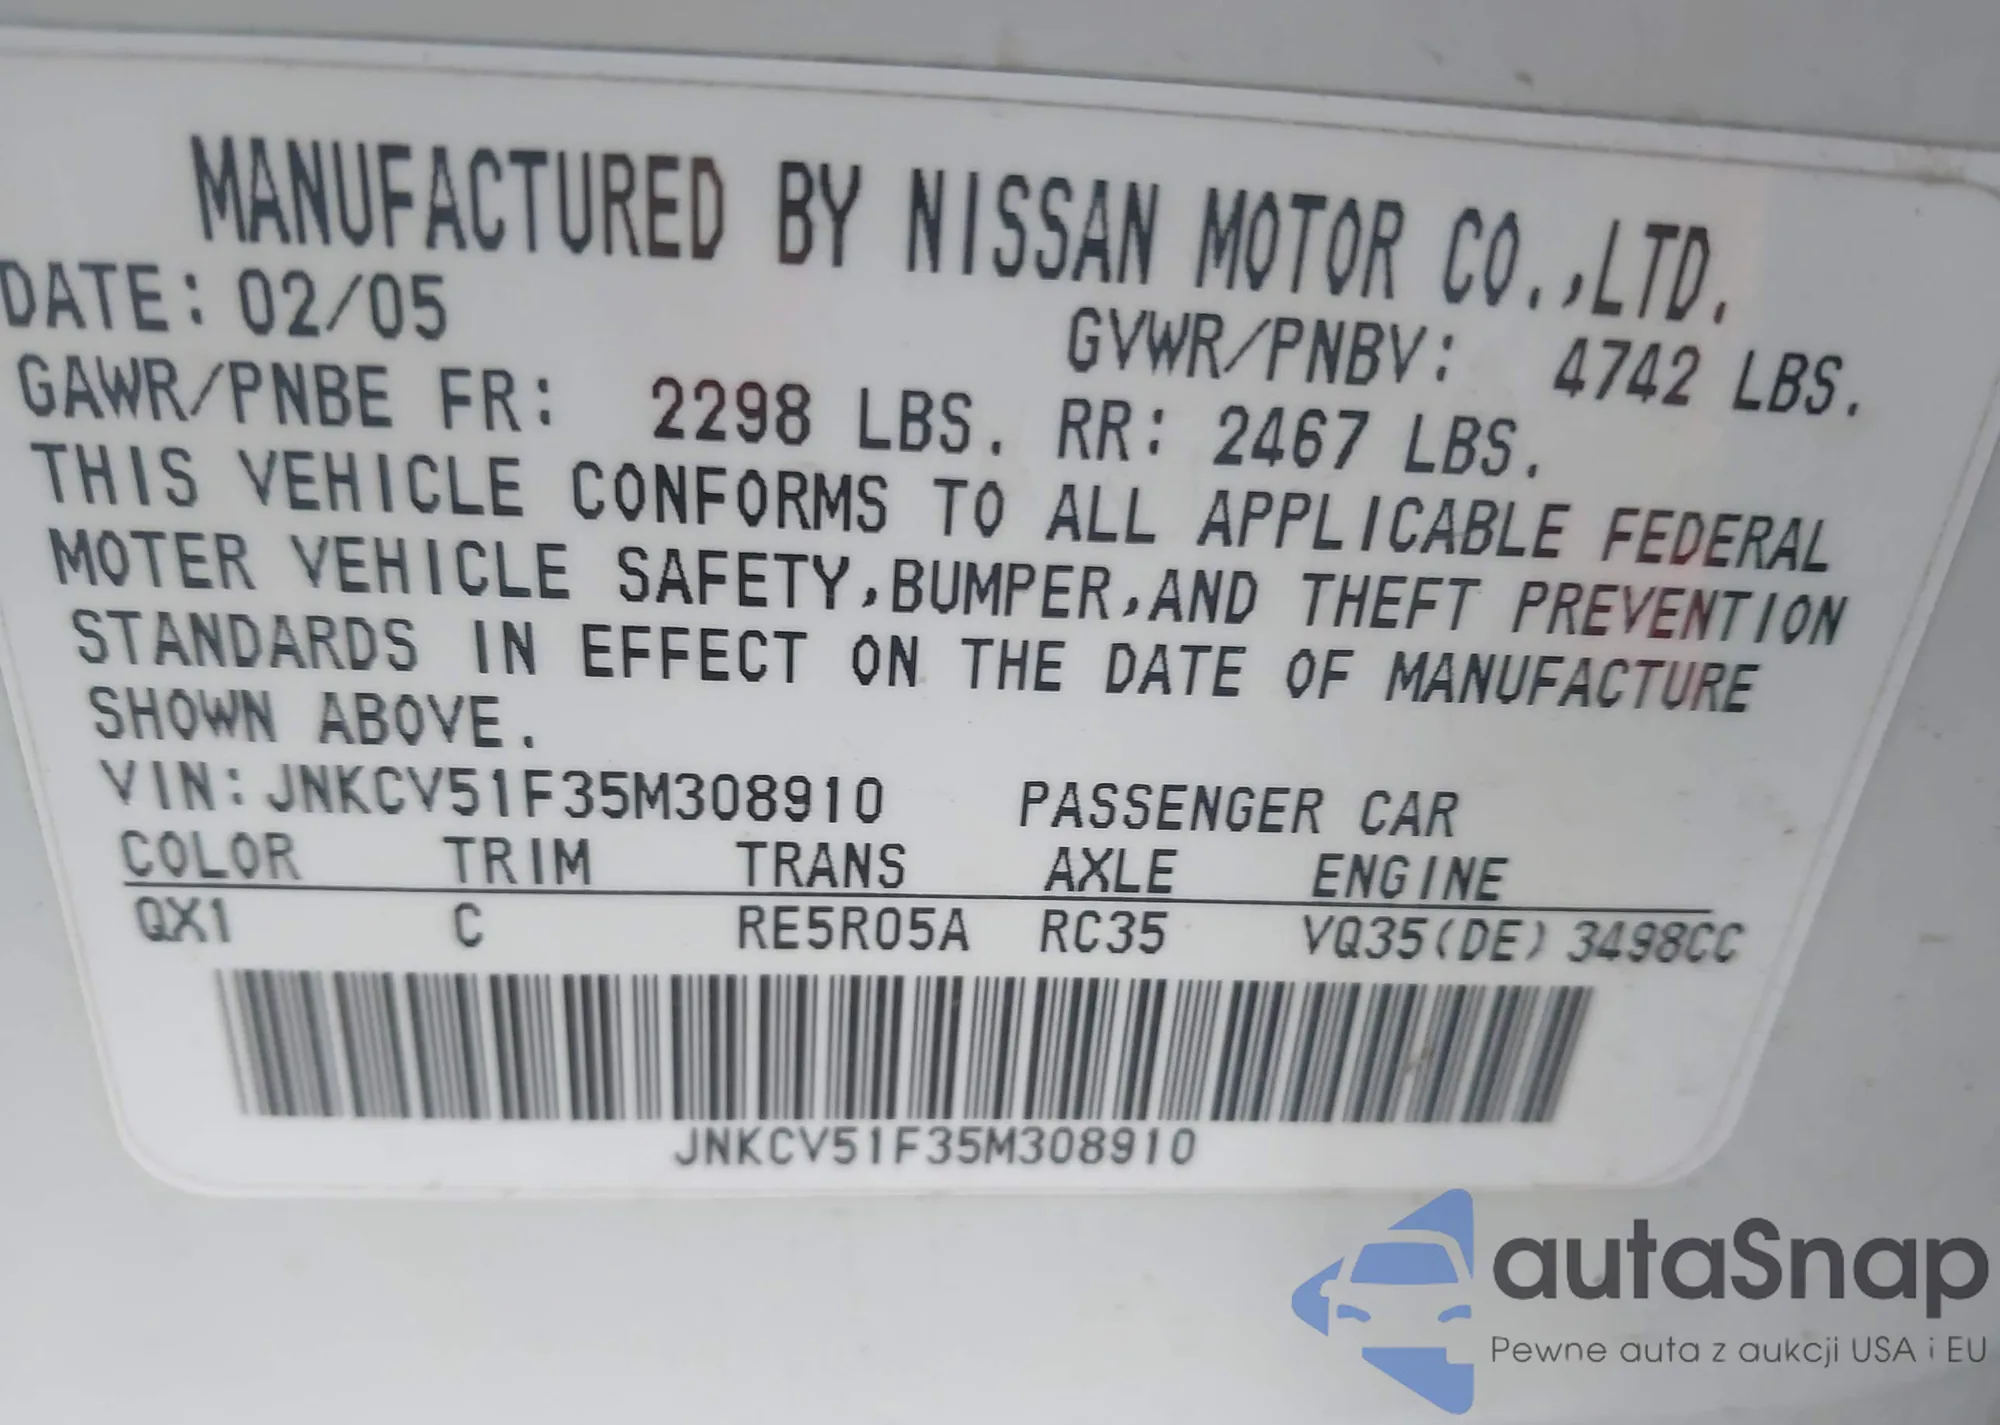 MANUFACTURED BY NISSAN MOTOR CO.,LTD.
DATE: 02/05
GVWR/PNBV: 4742 LBS.
GAWR/PNBE FR: 2298 LBS. RR: 2467 LBS.
THIS VEHICLE CONFORMS TO ALL APPLICABLE FEDERAL
MOTER VEHICLE SAFETY,BUMPER,AND THEFT PREVENTION
STANDARDS IN EFFECT ON THE DATE OF MANUFACTURE
SHOWN ABOVE.
VIN:JNKCV51F35M308910 PASSENGER CAR
COLOR TRIM TRANS AXLE ENGINE
QX1 C RE5R05A RC35 VQ35(DE) 3498CC
JNKCV51F35M308910
autaSnap
Pewne auta z aukcji USA i EU